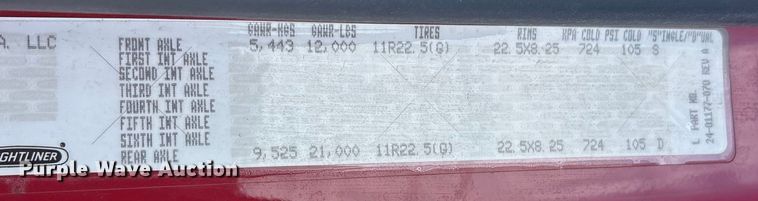 GAWR-KGS GAWR-LBS TIRES RIMS KPA COLD PSI COLD "S"INGLE/"D"UAL
A. LLC
FRONT AXLE 5,443 12,000 11R22.5(G) 22.5X8.25 724 105 S
FIRST INT AXLE
SECOND INT AXLE
THIRD INT AXLE
FOURTH INT AXLE
FIFTH INT AXLE
SIXTH INT AXLE
REAR AXLE 9,525 21,000 11R22.5(G) 22.5X8.25 724 105 D
L PART NO.
24-01177-070 REV A
GHTLINER
Purple Wave Auction